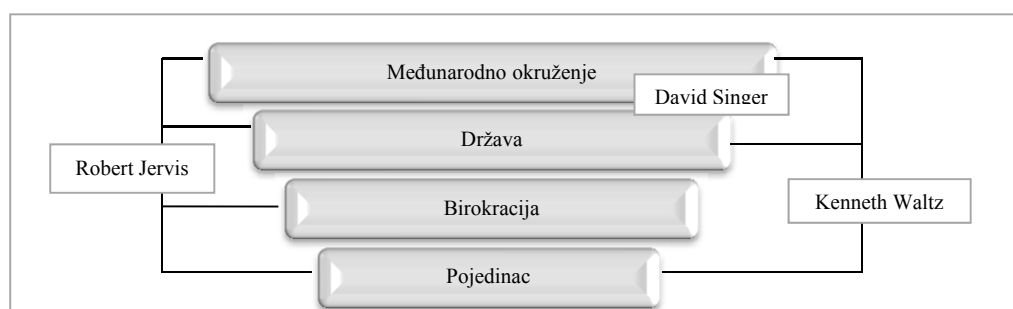 Međunarodno okruženje
David Singer
Država
Robert Jervis
Kenneth Waltz
Birokracija
Pojedinac